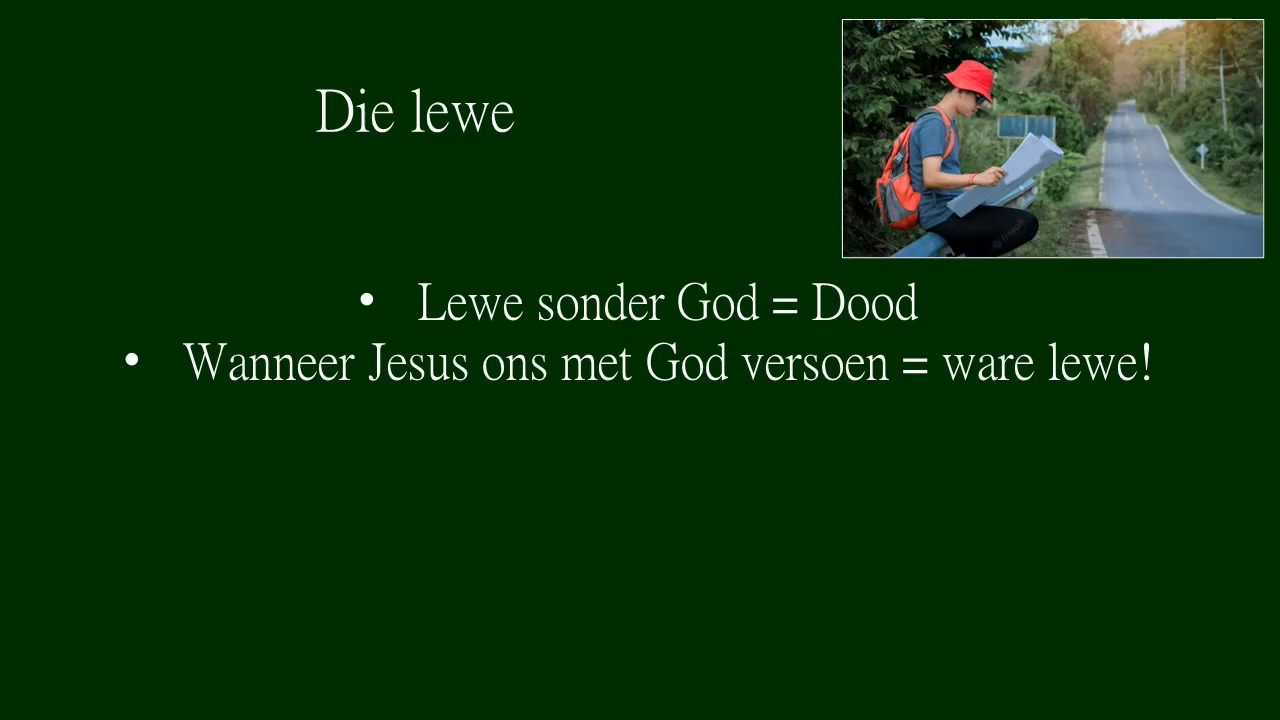 Die lewe
• Lewe sonder God = Dood
• Wanneer Jesus ons met God versoen = ware lewe!